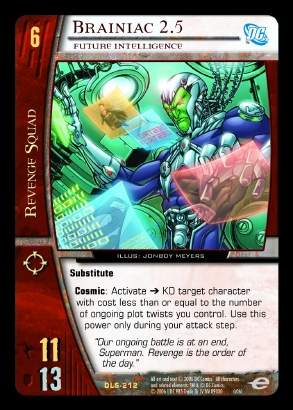 6
BRAINIAC 2.5
FUTURE INTELLIGENCE
DC
REVENGE SQUAD
ILLUS: JONBOY MEYERS
Substitute
Cosmic: Activate → KO target character
with cost less than or equal to the number
of ongoing plot twists you control. Use this
power only during your attack step.
"Our ongoing battle is at an end,
Superman. Revenge is the order
of the day."
11
13
DLS-212